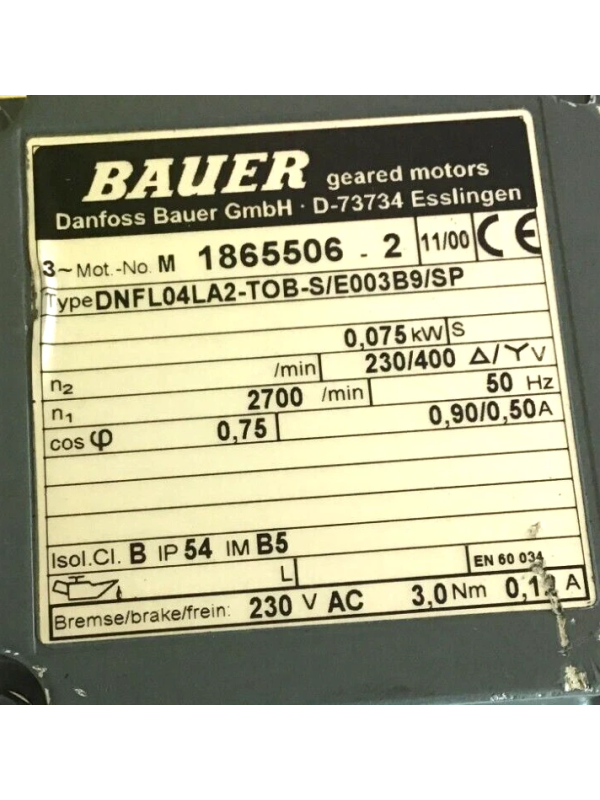 BAUER geared motors
Danfoss Bauer GmbH · D-73734 Esslingen
3~ Mot.-No. M 1865506 - 2 11/00 CE
Type DNFL04LA2-TOB-S/E003B9/SP
0,075 kW S
n2 /min 230/400 Δ/Y V
n1 2700 /min 50 Hz
cos φ 0,75 0,90/0,50 A
Isol.Cl. B IP 54 IM B5
L EN 60 034
Bremse/brake/frein: 230 V AC 3,0 Nm A